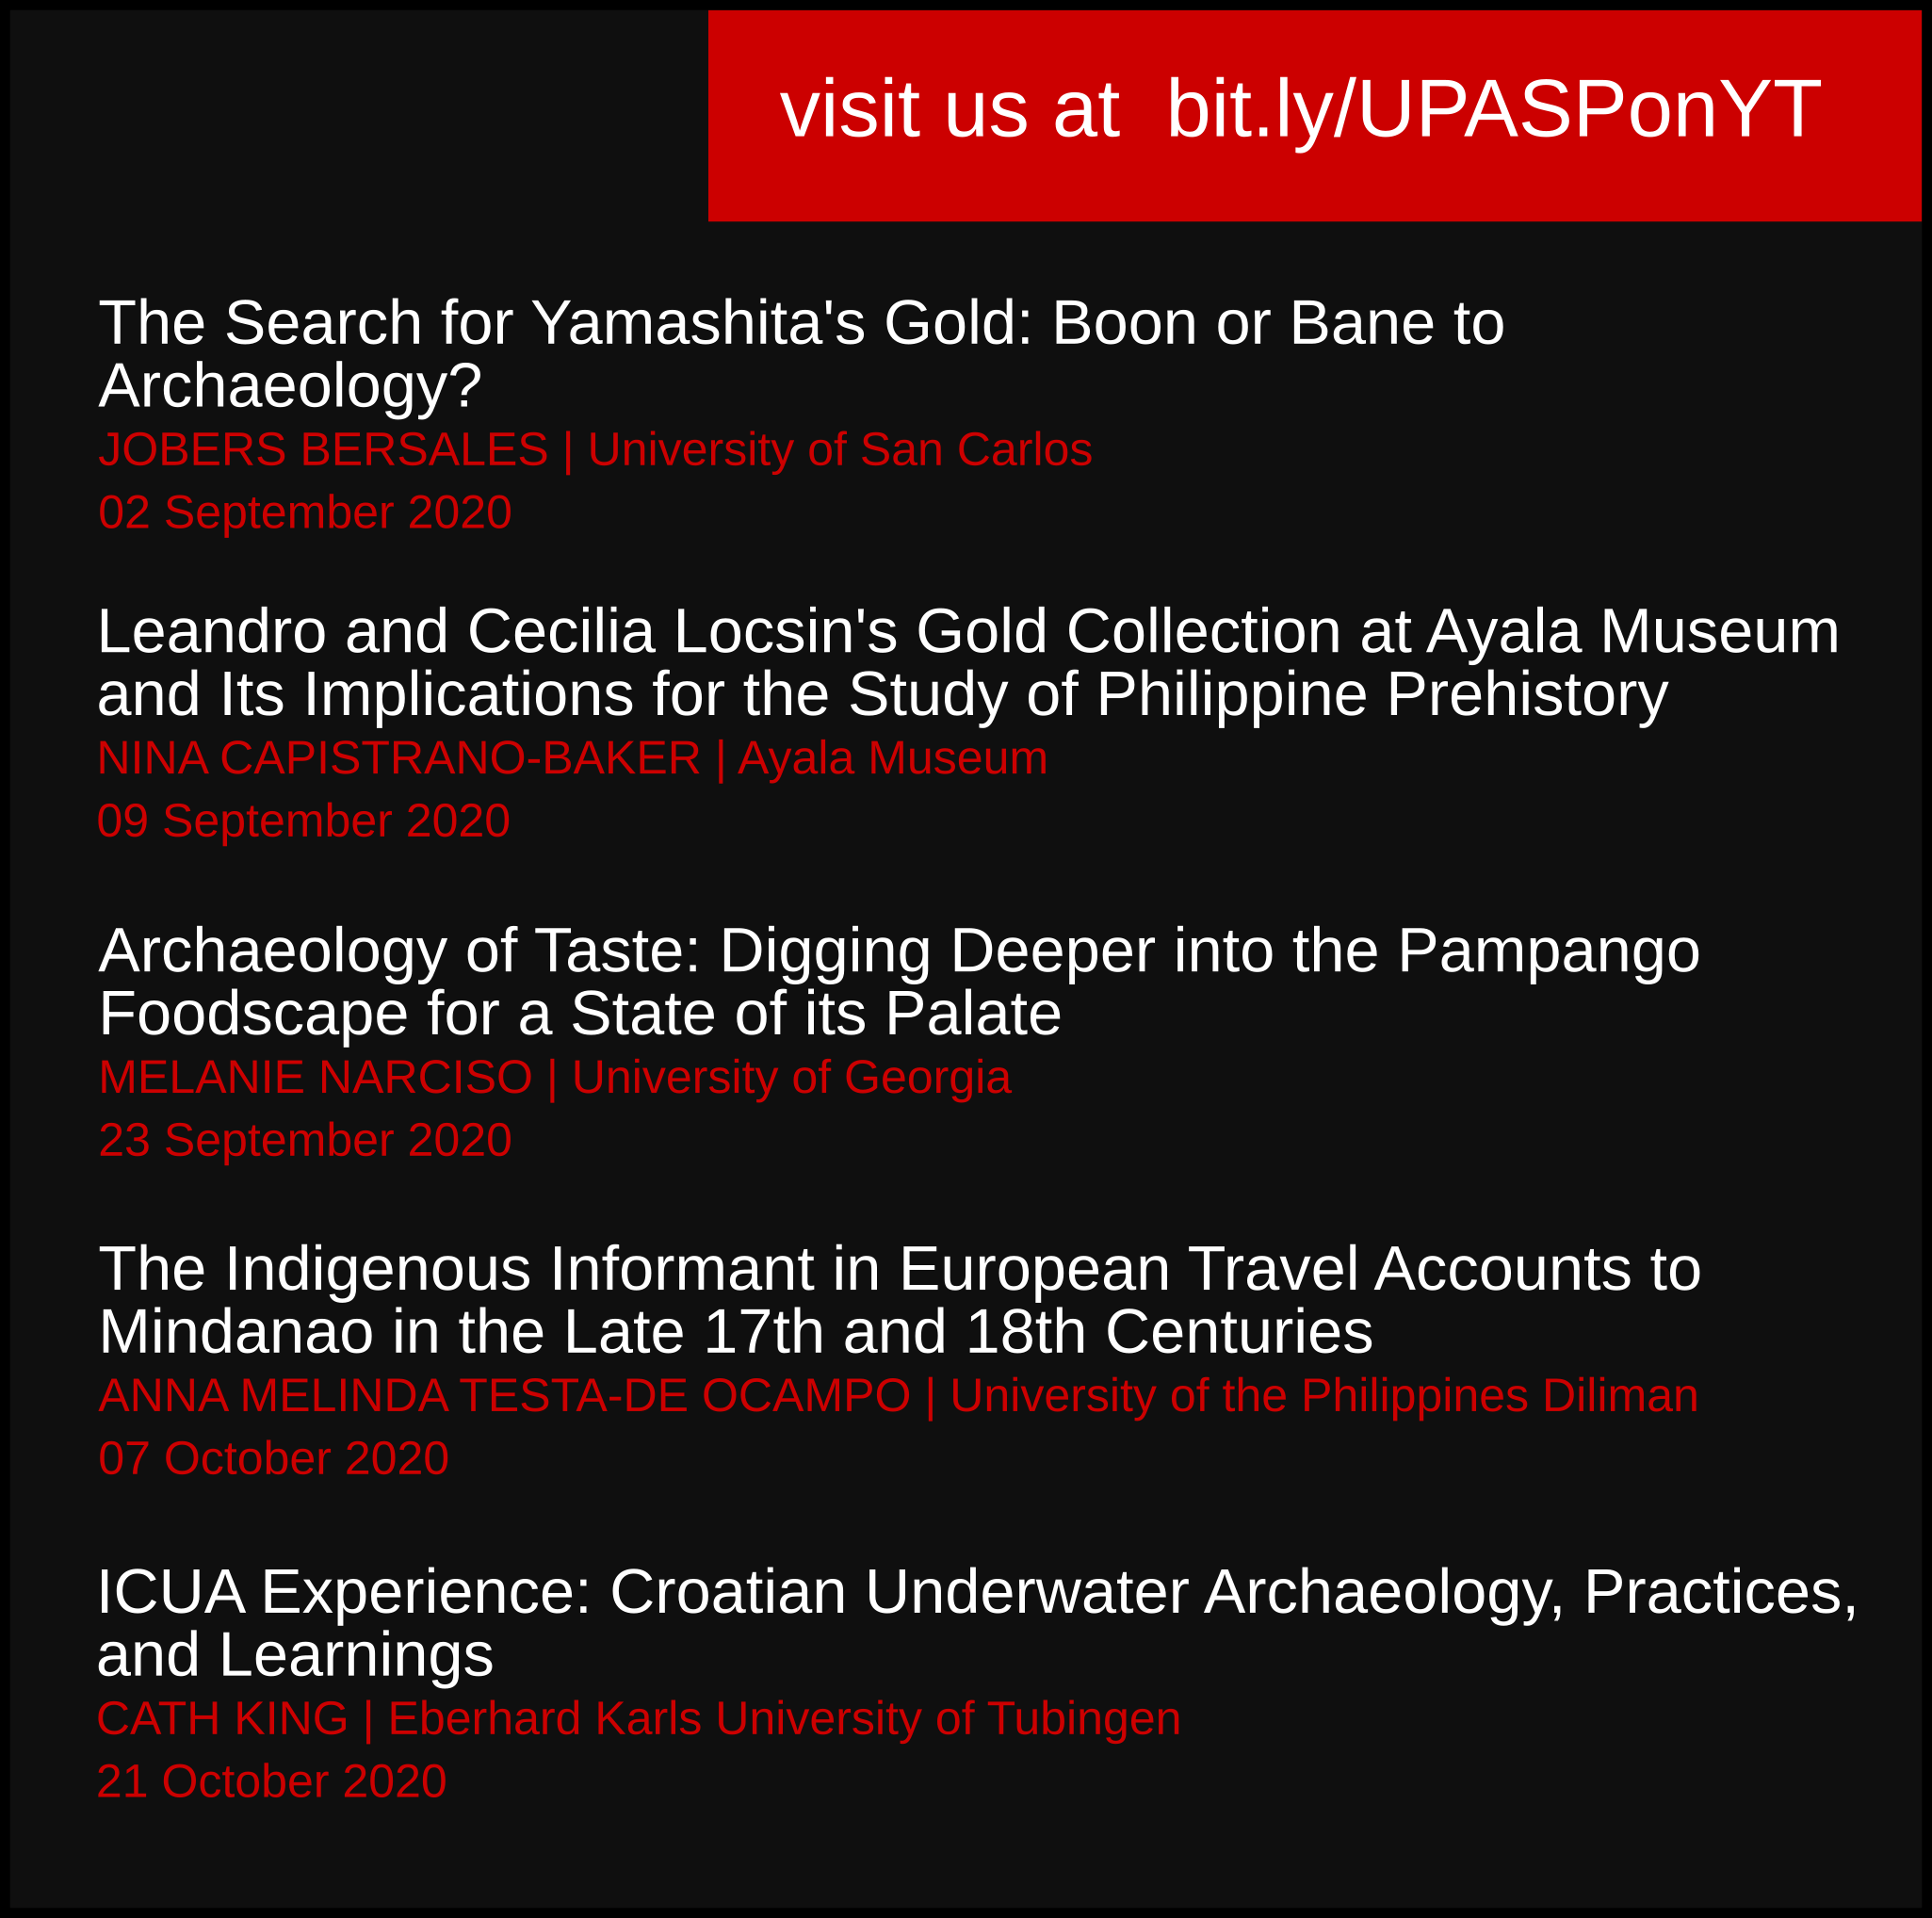 visit us at  bit.ly/UPASPonYT
The Search for Yamashita's Gold: Boon or Bane to
Archaeology?
JOBERS BERSALES | University of San Carlos
02 September 2020
Leandro and Cecilia Locsin's Gold Collection at Ayala Museum
and Its Implications for the Study of Philippine Prehistory
NINA CAPISTRANO-BAKER | Ayala Museum
09 September 2020
Archaeology of Taste: Digging Deeper into the Pampango
Foodscape for a State of its Palate
MELANIE NARCISO | University of Georgia
23 September 2020
The Indigenous Informant in European Travel Accounts to
Mindanao in the Late 17th and 18th Centuries
ANNA MELINDA TESTA-DE OCAMPO | University of the Philippines Diliman
07 October 2020
ICUA Experience: Croatian Underwater Archaeology, Practices,
and Learnings
CATH KING | Eberhard Karls University of Tubingen
21 October 2020